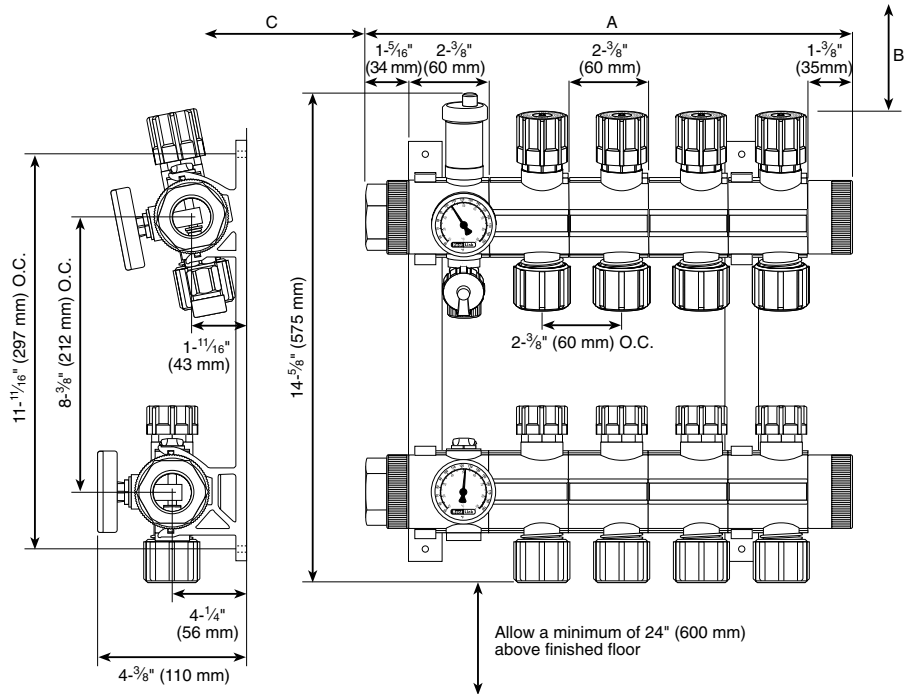 C
A
B
1-5/16"
(34 mm)
2-3/8"
(60 mm)
2-3/8"
(60 mm)
1-3/8"
(35mm)
11-11/16" (297 mm) O.C.
8-3/8" (212 mm) O.C.
1-11/16"
(43 mm)
14-5/8" (575 mm)
2-3/8" (60 mm) O.C.
4-1/4"
(56 mm)
4-3/8" (110 mm)
Allow a minimum of 24" (600 mm)
above finished floor